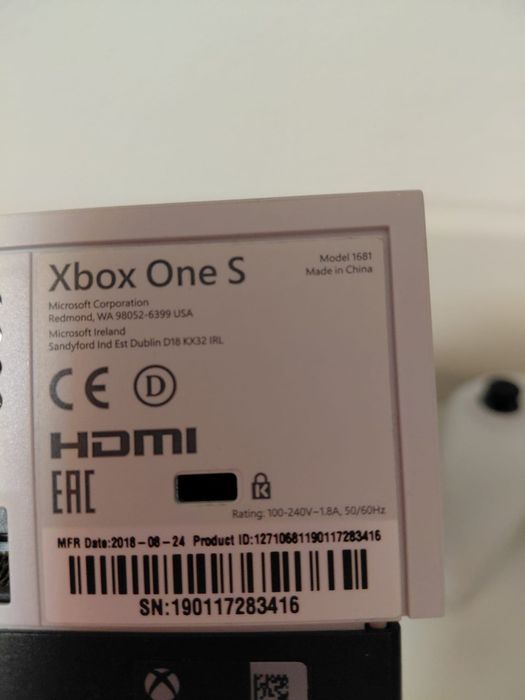 Xbox One S
Model 1681
Made in China
Microsoft Corporation
Redmond, WA 98052-6399 USA
Microsoft Ireland
Sandyford Ind Est Dublin D18 KX32 IRL
CE D
HDMI
EAC K
Rating: 100-240V~1.8A, 50/60Hz
MFR Date:2018-08-24 Product ID:12710681190117283416
SN:190117283416